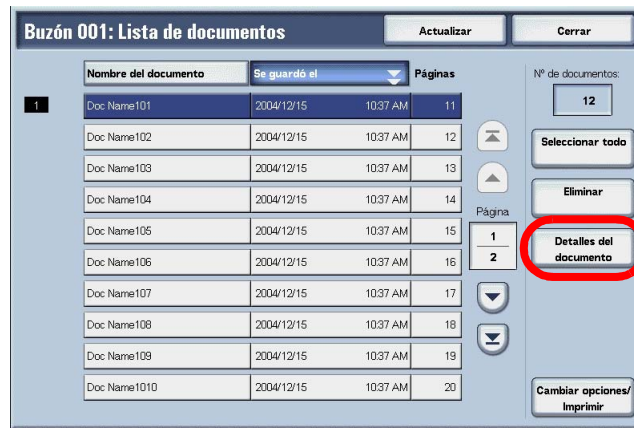 Buzón 001: Lista de documentos
Actualizar
Cerrar
Nombre del documento
Se guardó el
Páginas
Nº de documentos:
12
1
Doc Name101 2004/12/15 10:37 AM 11
Doc Name102 2004/12/15 10:37 AM 12
Doc Name103 2004/12/15 10:37 AM 13
Doc Name104 2004/12/15 10:37 AM 14
Doc Name105 2004/12/15 10:37 AM 15
Doc Name106 2004/12/15 10:37 AM 16
Doc Name107 2004/12/15 10:37 AM 17
Doc Name108 2004/12/15 10:37 AM 18
Doc Name109 2004/12/15 10:37 AM 19
Doc Name1010 2004/12/15 10:37 AM 20
Página
1
2
Seleccionar todo
Eliminar
Detalles del
documento
Cambiar opciones/
Imprimir